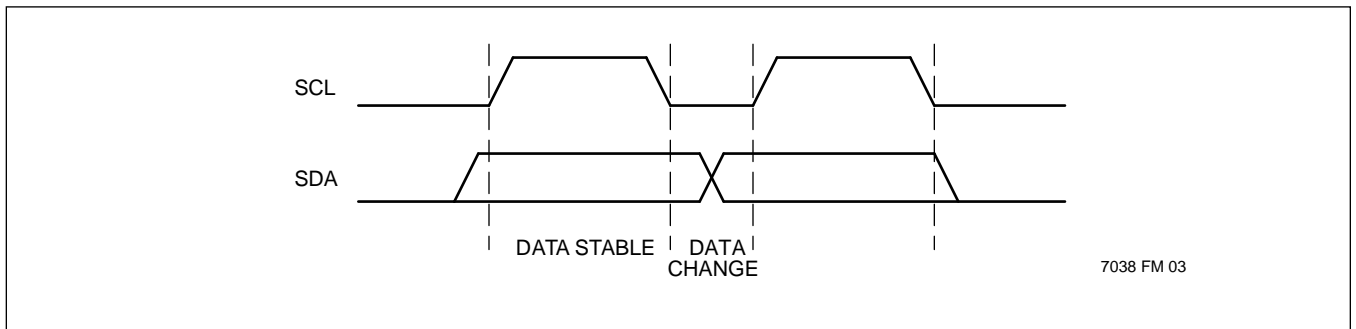 SCL
SDA
DATA STABLE
DATA
CHANGE
7038 FM 03